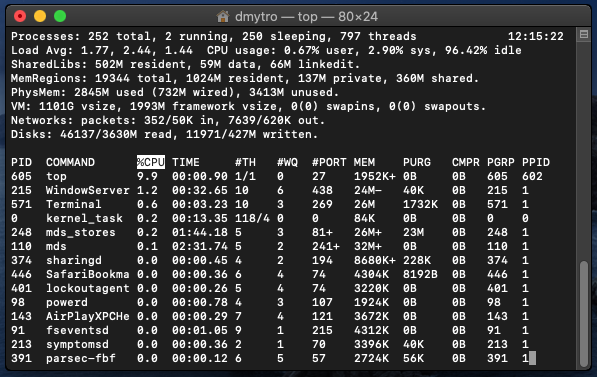 dmytro — top — 80×24
Processes: 252 total, 2 running, 250 sleeping, 797 threads 12:15:22
Load Avg: 1.77, 2.44, 1.44 CPU usage: 0.67% user, 2.90% sys, 96.42% idle
SharedLibs: 502M resident, 59M data, 66M linkedit.
MemRegions: 19344 total, 1024M resident, 137M private, 360M shared.
PhysMem: 2845M used (732M wired), 3413M unused.
VM: 1101G vsize, 1993M framework vsize, 0(0) swapins, 0(0) swapouts.
Networks: packets: 352/50K in, 7639/620K out.
Disks: 46137/3630M read, 11971/427M written.
PID COMMAND %CPU TIME #TH #WQ #PORT MEM PURG CMPR PGRP PPID
605 top 9.9 00:00.90 1/1 0 27 1952K+ 0B 0B 605 602
215 WindowServer 1.2 00:32.65 10 6 438 24M- 40K 0B 215 1
571 Terminal 0.6 00:03.23 10 3 269 26M 1732K 0B 571 1
0 kernel_task 0.2 00:13.35 118/4 0 0 84K 0B 0B 0 0
248 mds_stores 0.2 01:44.18 5 3 81+ 26M+ 23M 0B 248 1
110 mds 0.1 02:31.74 5 2 241+ 32M+ 0B 0B 110 1
374 sharingd 0.0 00:00.45 4 2 194 8680K+ 228K 0B 374 1
446 SafariBookma 0.0 00:00.36 6 4 74 4304K 8192B 0B 446 1
401 lockoutagent 0.0 00:00.26 5 4 74 3220K 0B 0B 401 1
98 powerd 0.0 00:00.78 4 3 107 1924K 0B 0B 98 1
143 AirPlayXPCHe 0.0 00:00.29 7 4 121 3672K 0B 0B 143 1
91 fseventsd 0.0 00:01.05 9 1 215 4312K 0B 0B 91 1
213 symptomsd 0.0 00:00.36 2 1 70 3396K 40K 0B 213 1
391 parsec-fbf 0.0 00:00.12 6 5 57 2724K 56K 0B 391 1